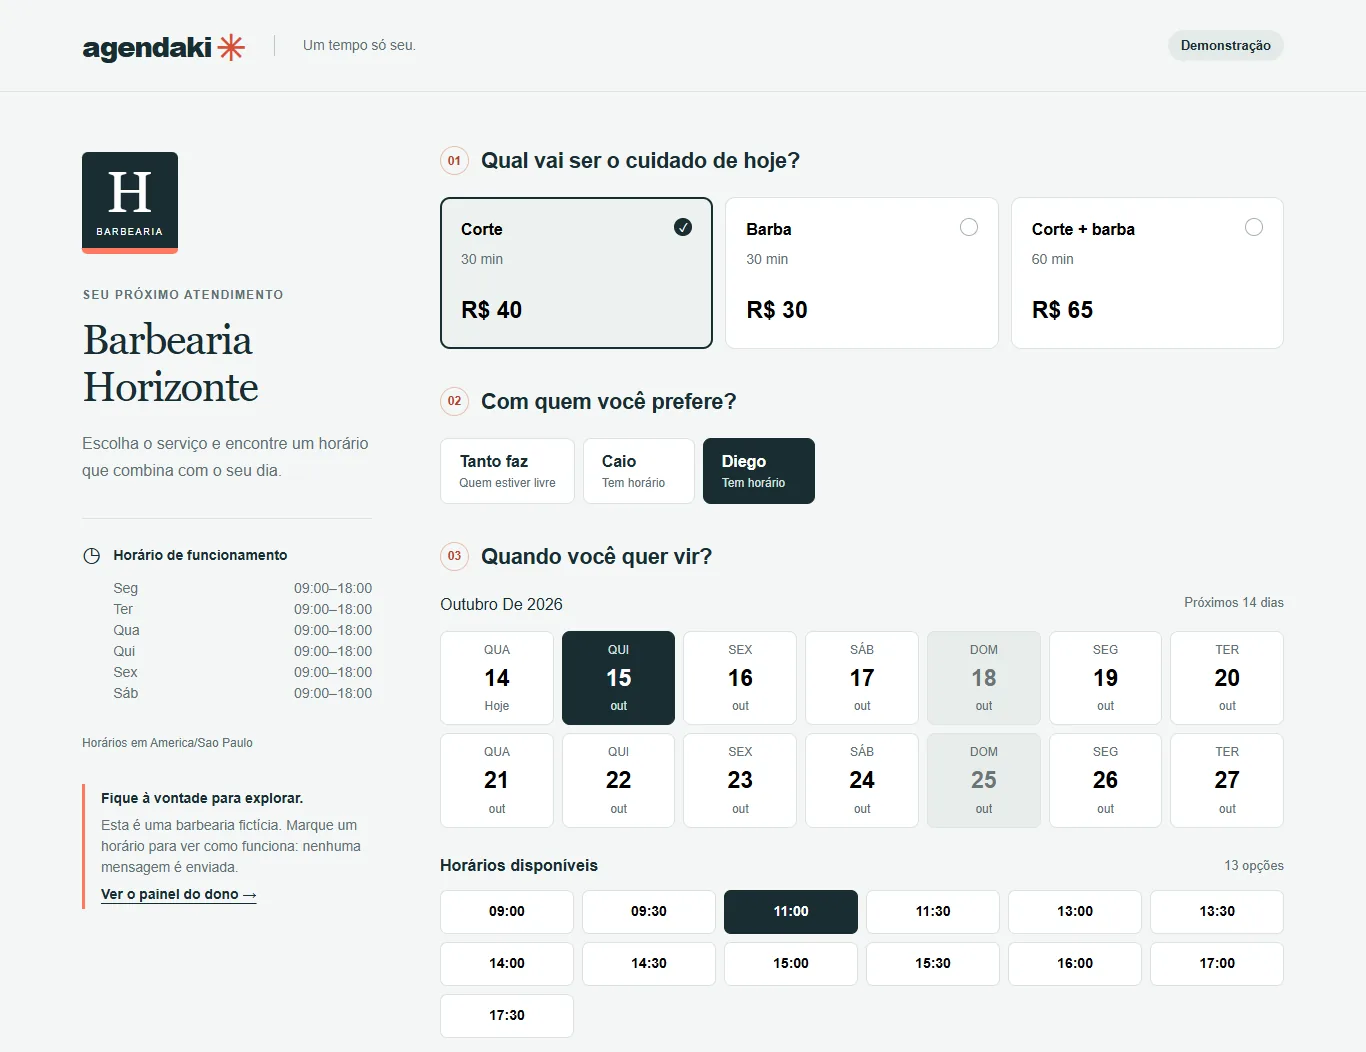 agendaki
Um tempo só seu.
Demonstração
H
BARBEARIA
SEU PRÓXIMO ATENDIMENTO
Barbearia
Horizonte
Escolha o serviço e encontre um horário
que combina com o seu dia.
Horário de funcionamento
Seg 09:00–18:00
Ter 09:00–18:00
Qua 09:00–18:00
Qui 09:00–18:00
Sex 09:00–18:00
Sáb 09:00–18:00
Horários em America/Sao Paulo
Fique à vontade para explorar.
Esta é uma barbearia fictícia. Marque um
horário para ver como funciona: nenhuma
mensagem é enviada.
Ver o painel do dono →
01 Qual vai ser o cuidado de hoje?
Corte
30 min
R$ 40
Barba
30 min
R$ 30
Corte + barba
60 min
R$ 65
02 Com quem você prefere?
Tanto faz
Quem estiver livre
Caio
Tem horário
Diego
Tem horário
03 Quando você quer vir?
Outubro De 2026 Próximos 14 dias
QUA QUI SEX SÁB DOM SEG TER
14 15 16 17 18 19 20
Hoje out out out out out out
QUA QUI SEX SÁB DOM SEG TER
21 22 23 24 25 26 27
out out out out out out out
Horários disponíveis 13 opções
09:00 09:30 11:00 11:30 13:00 13:30
14:00 14:30 15:00 15:30 16:00 17:00
17:30